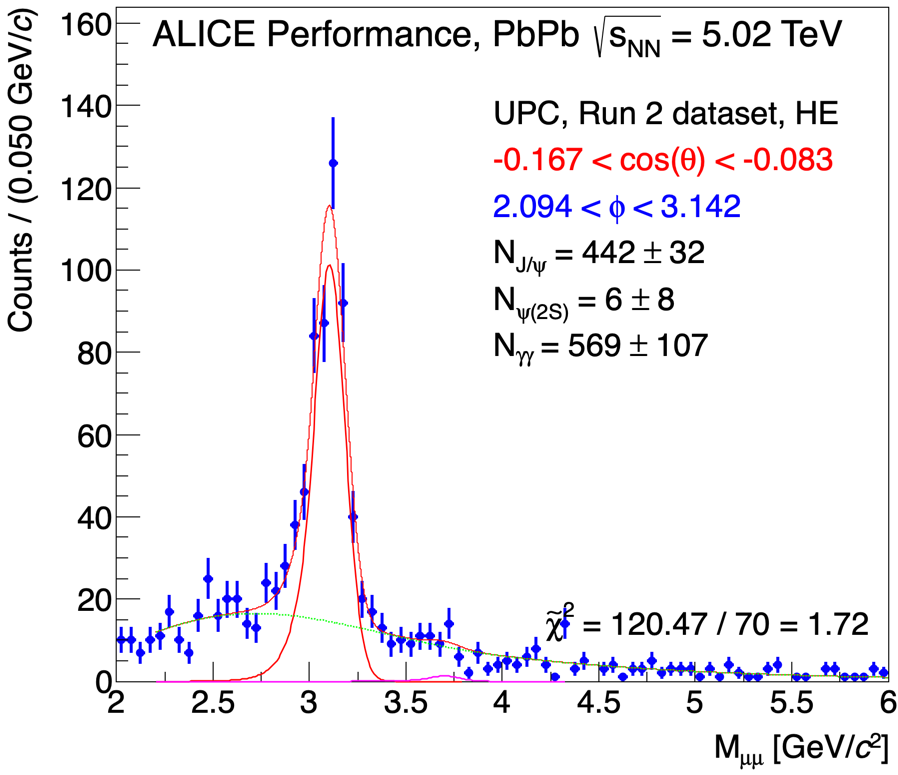 ALICE Performance, PbPb √sNN = 5.02 TeV
UPC, Run 2 dataset, HE
-0.167 < cos(θ) < -0.083
2.094 < ϕ < 3.142
NJ/ψ = 442 ± 32
Nψ(2S) = 6 ± 8
Nγγ = 569 ± 107
χ̃2 = 120.47 / 70 = 1.72
Counts / (0.050 GeV/c)
160
140
120
100
80
60
40
20
0
2 2.5 3 3.5 4 4.5 5 5.5 6
Mμμ [GeV/c2]